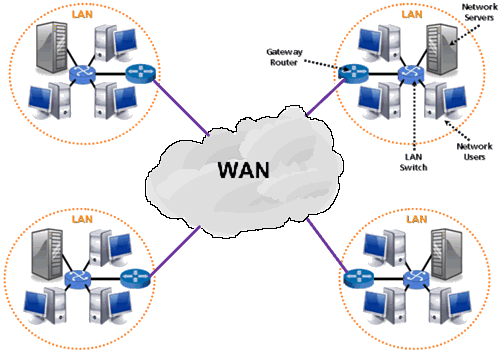 LAN
LAN
Network
Servers
Gateway
Router
WAN
LAN
Switch
Network
Users
LAN
LAN